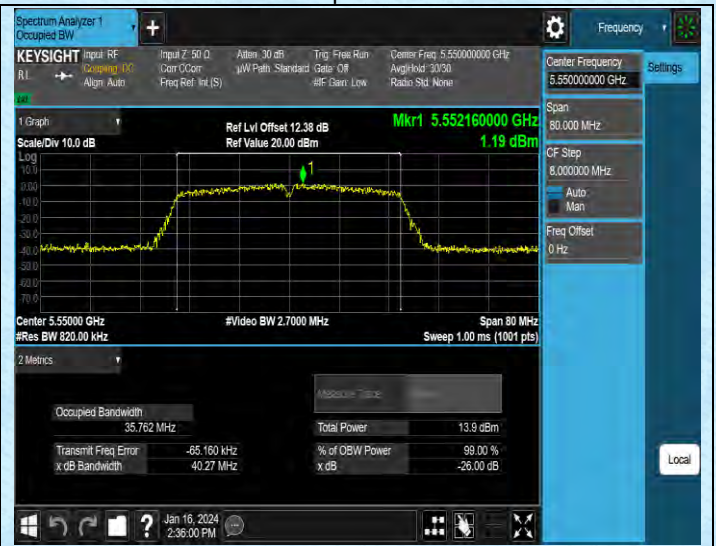 Spectrum Analyzer 1
Occupied BW
+
Frequency
KEYSIGHT Input: RF
Coupling: DC
Align: Auto
RL
Input Z: 50 Ω
Corr CCorr
Freq Ref: Int (S)
Atten: 30 dB
µW Path: Standard
Trig: Free Run
Gate: Off
#IF Gain: Low
Center Freq: 5.550000000 GHz
Avg|Hold: 30/30
Radio Std: None
Center Frequency
5.550000000 GHz
Settings
Span
80.000 MHz
CF Step
8.000000 MHz
Auto
Man
Freq Offset
0 Hz
1 Graph
Scale/Div 10.0 dB
Ref Lvl Offset 12.38 dB
Ref Value 20.00 dBm
Mkr1 5.552160000 GHz
1.19 dBm
Log
10.0
0.00
-10.0
-20.0
-30.0
-40.0
-50.0
-60.0
-70.0
1
Center 5.55000 GHz
#Res BW 820.00 kHz
#Video BW 2.7000 MHz
Span 80 MHz
Sweep 1.00 ms (1001 pts)
2 Metrics
Measure Trace
Occupied Bandwidth
35.762 MHz
Total Power 13.9 dBm
Transmit Freq Error -65.160 kHz
% of OBW Power 99.00 %
x dB Bandwidth 40.27 MHz
x dB -26.00 dB
Local
?
Jan 16, 2024
2:36:00 PM